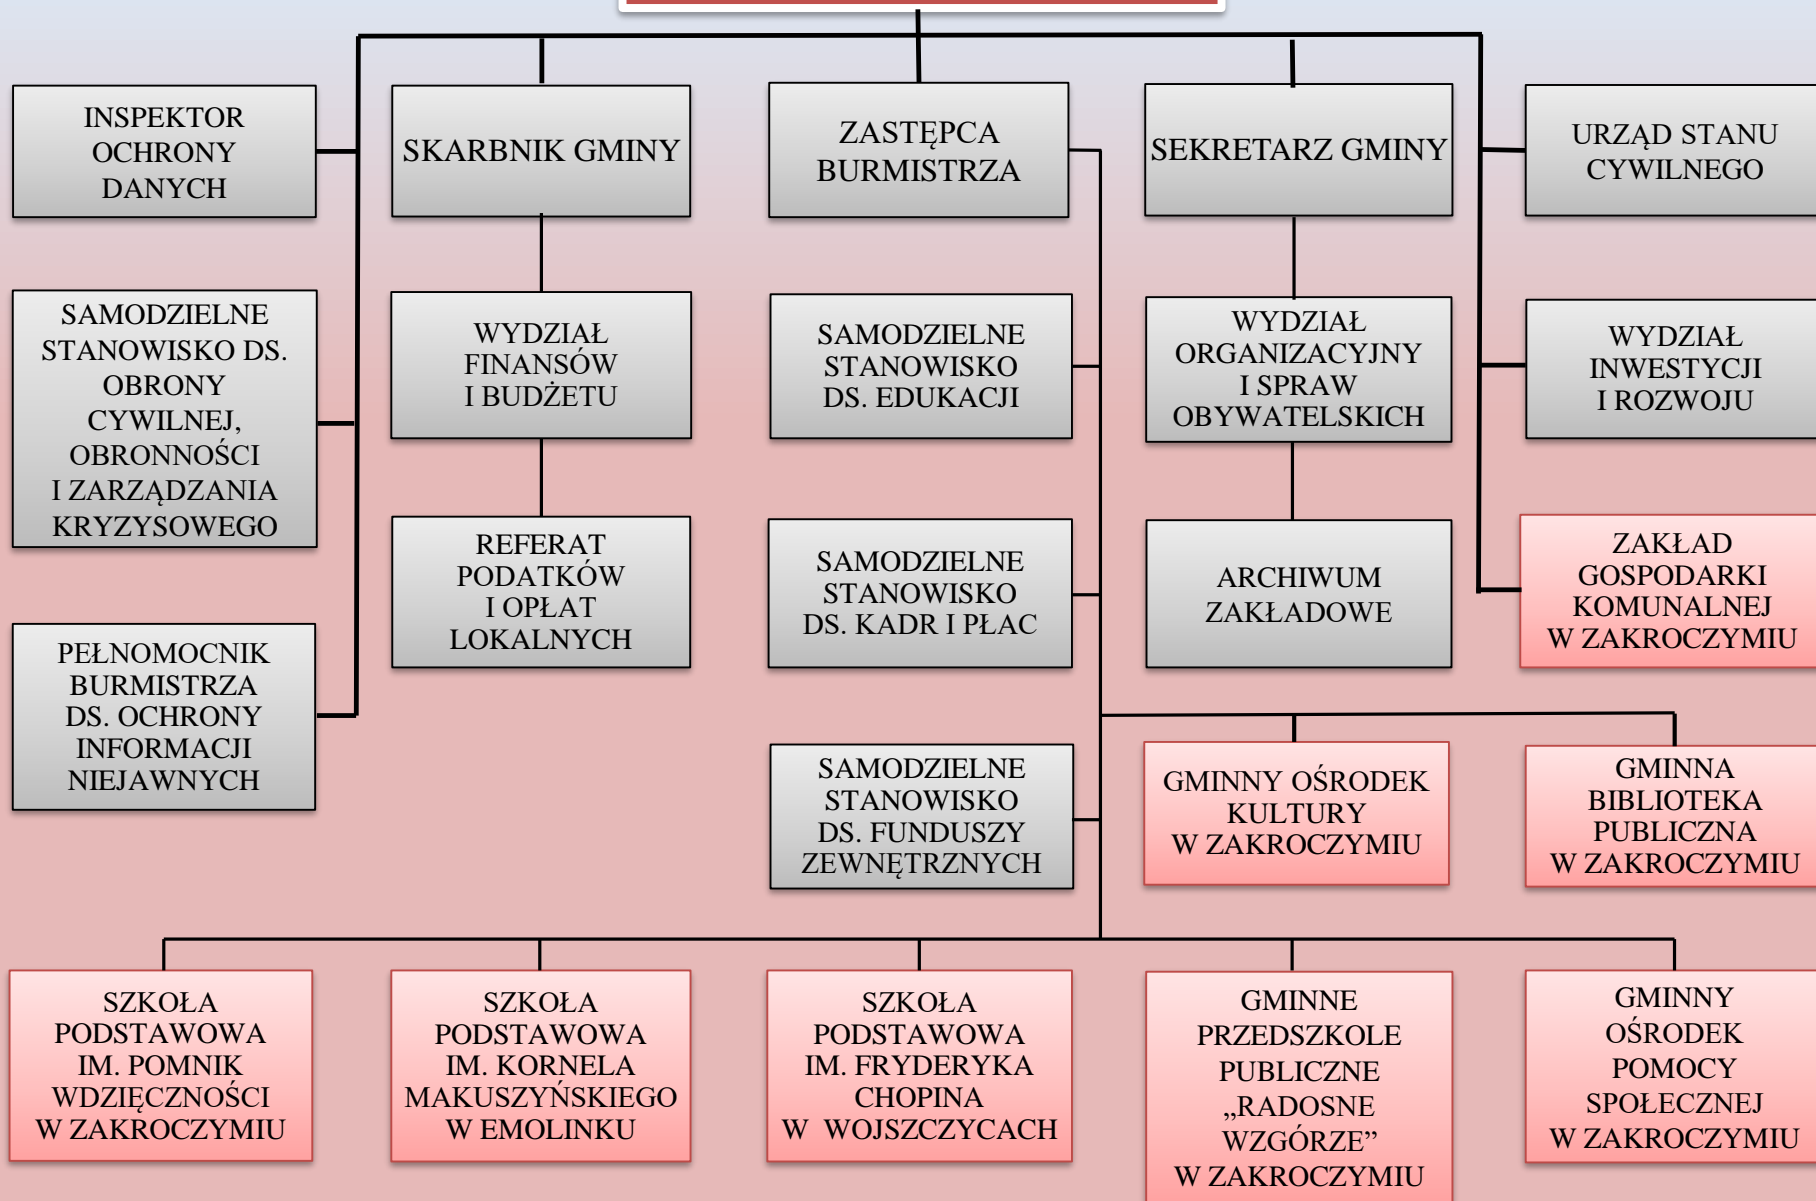 INSPEKTOR
OCHRONY
DANYCH
SKARBNIK GMINY
ZASTĘPCA
BURMISTRZA
SEKRETARZ GMINY
URZĄD STANU
CYWILNEGO
SAMODZIELNE
STANOWISKO DS.
OBRONY
CYWILNEJ,
OBRONNOŚCI
I ZARZĄDZANIA
KRYZYSOWEGO
WYDZIAŁ
FINANSÓW
I BUDŻETU
SAMODZIELNE
STANOWISKO
DS. EDUKACJI
WYDZIAŁ
ORGANIZACYJNY
I SPRAW
OBYWATELSKICH
WYDZIAŁ
INWESTYCJI
I ROZWOJU
REFERAT
PODATKÓW
I OPŁAT
LOKALNYCH
SAMODZIELNE
STANOWISKO
DS. KADR I PŁAC
ARCHIWUM
ZAKŁADOWE
ZAKŁAD
GOSPODARKI
KOMUNALNEJ
W ZAKROCZYMIU
PEŁNOMOCNIK
BURMISTRZA
DS. OCHRONY
INFORMACJI
NIEJAWNYCH
SAMODZIELNE
STANOWISKO
DS. FUNDUSZY
ZEWNĘTRZNYCH
GMINNY OŚRODEK
KULTURY
W ZAKROCZYMIU
GMINNA
BIBLIOTEKA
PUBLICZNA
W ZAKROCZYMIU
SZKOŁA
PODSTAWOWA
IM. POMNIK
WDZIĘCZNOŚCI
W ZAKROCZYMIU
SZKOŁA
PODSTAWOWA
IM. KORNELA
MAKUSZYŃSKIEGO
W EMOLINKU
SZKOŁA
PODSTAWOWA
IM. FRYDERYKA
CHOPINA
W WOJSZCZYCACH
GMINNE
PRZEDSZKOLE
PUBLICZNE
„RADOSNE
WZGÓRZE”
W ZAKROCZYMIU
GMINNY
OŚRODEK
POMOCY
SPOŁECZNEJ
W ZAKROCZYMIU